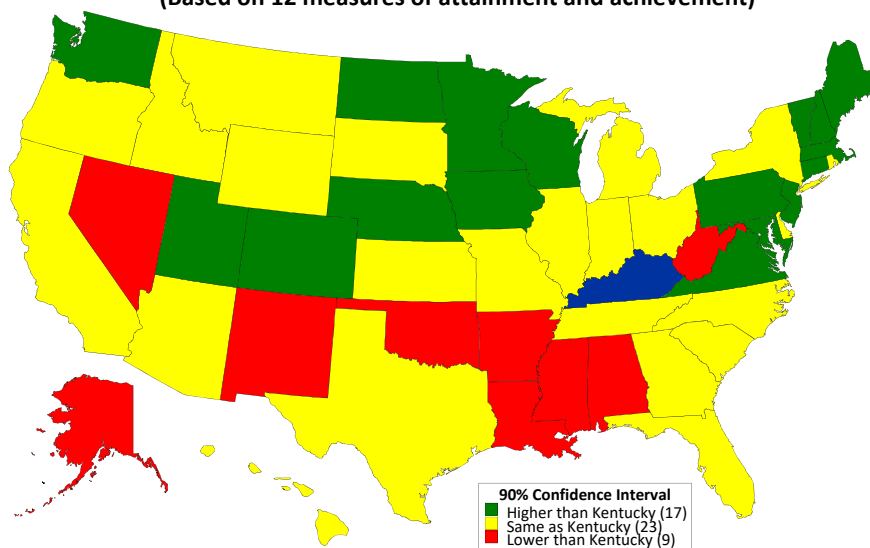 (Based on 12 measures of attainment and achievement)
90% Confidence Interval
Higher than Kentucky (17)
Same as Kentucky (23)
Lower than Kentucky (9)